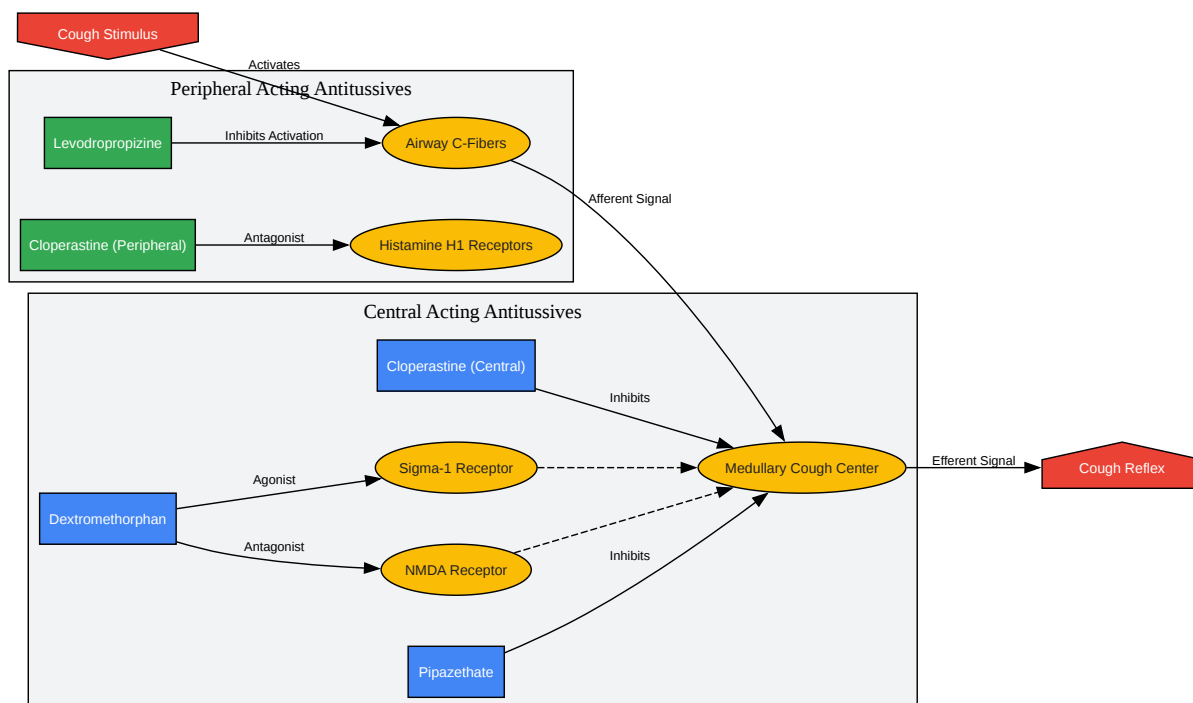 Cough Stimulus
Activates
Peripheral Acting Antitussives
Levodropropizine
Inhibits Activation
Airway C-Fibers
Afferent Signal
Cloperastine (Peripheral)
Antagonist
Histamine H1 Receptors
Central Acting Antitussives
Cloperastine (Central)
Inhibits
Sigma-1 Receptor
Medullary Cough Center
Efferent Signal
Cough Reflex
Agonist
Dextromethorphan
Antagonist
NMDA Receptor
Inhibits
Pipazethate